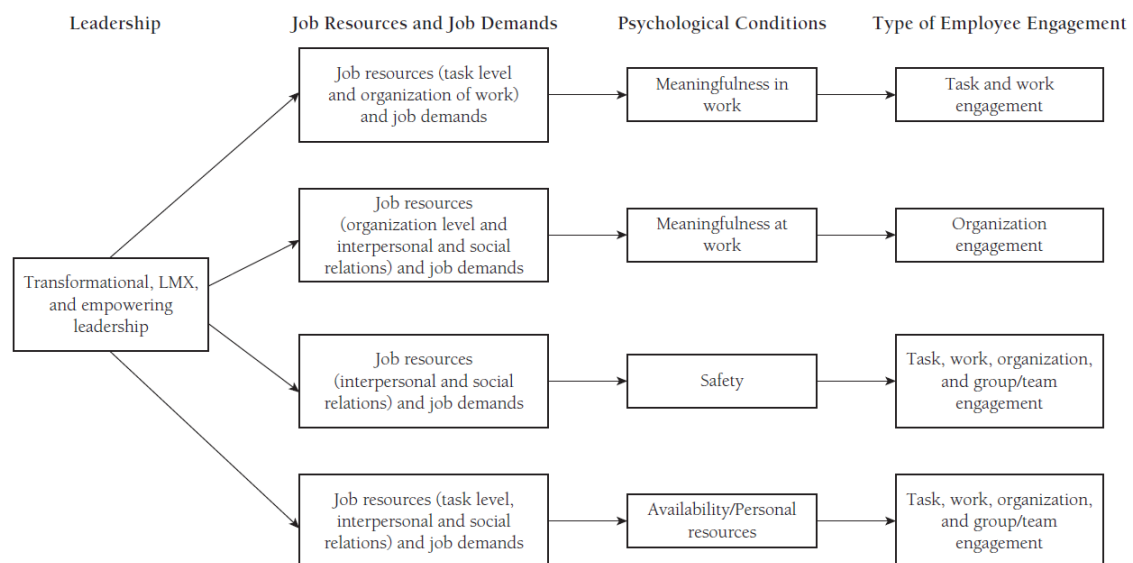 Leadership
Job Resources and Job Demands
Psychological Conditions
Type of Employee Engagement
Transformational, LMX,
and empowering
leadership
Job resources (task level
and organization of work)
and job demands
Meaningfulness in
work
Task and work
engagement
Job resources
(organization level and
interpersonal and social
relations) and job demands
Meaningfulness at
work
Organization
engagement
Job resources
(interpersonal and social
relations) and job demands
Safety
Task, work, organization,
and group/team
engagement
Job resources (task level,
interpersonal and social
relations) and job demands
Availability/Personal
resources
Task, work, organization,
and group/team
engagement